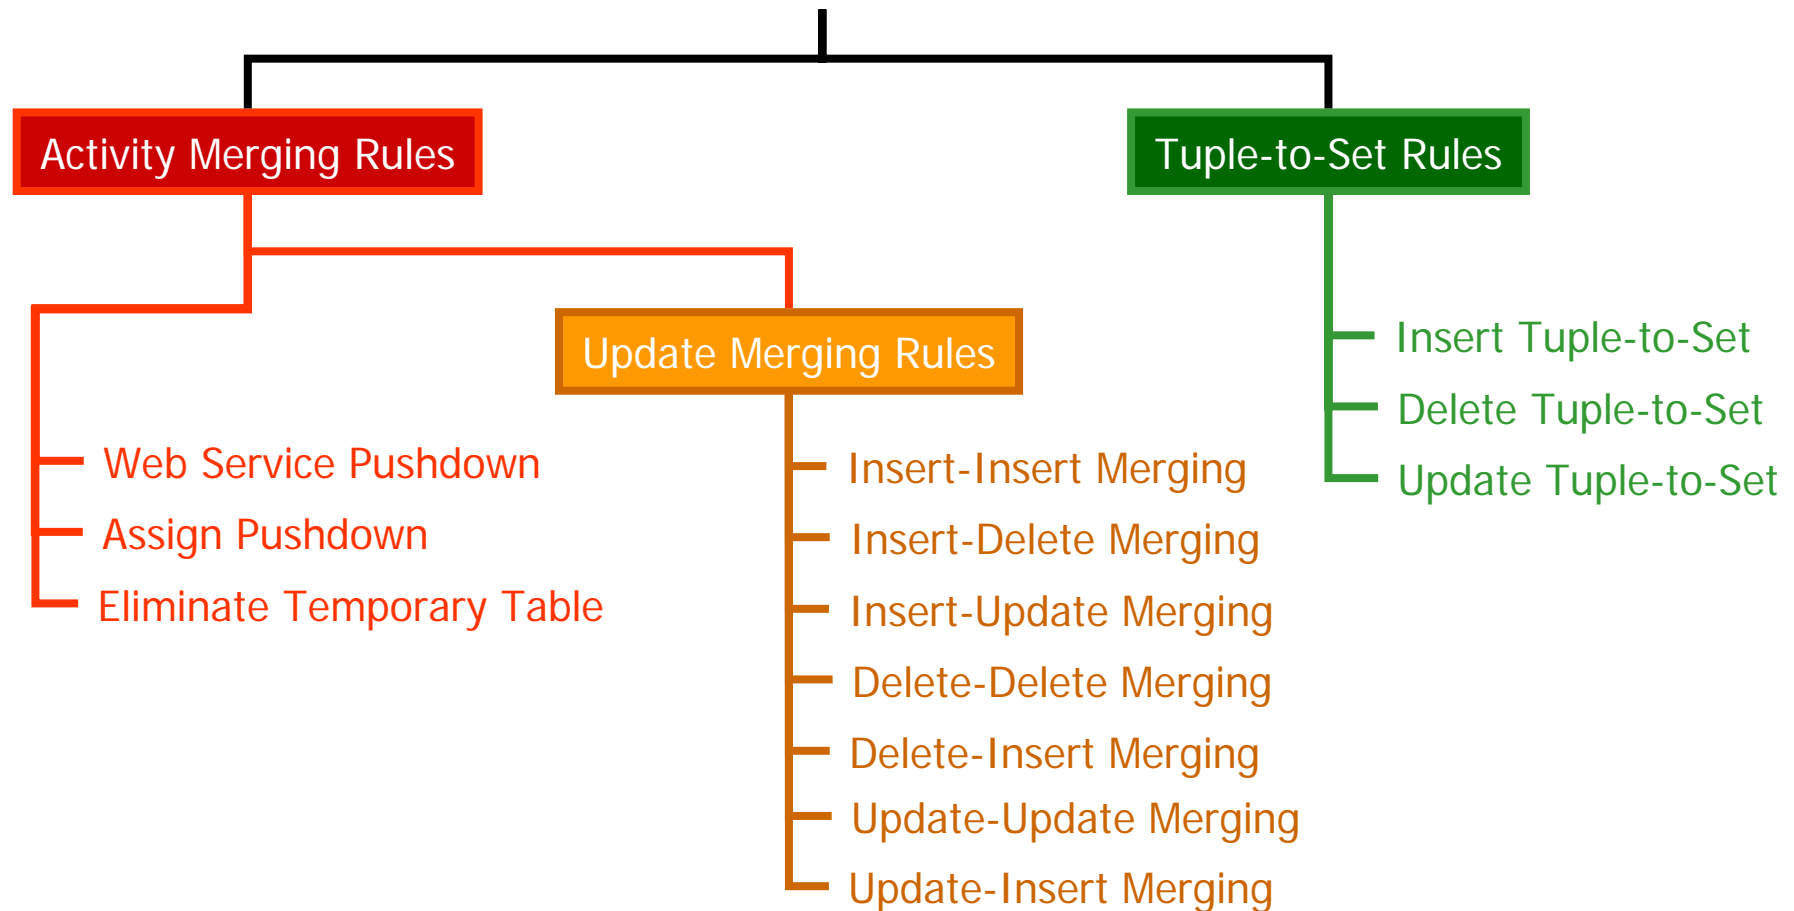 Activity Merging Rules
Tuple-to-Set Rules
Update Merging Rules
Web Service Pushdown
Assign Pushdown
Eliminate Temporary Table
Insert-Insert Merging
Insert-Delete Merging
Insert-Update Merging
Delete-Delete Merging
Delete-Insert Merging
Update-Update Merging
Update-Insert Merging
Insert Tuple-to-Set
Delete Tuple-to-Set
Update Tuple-to-Set